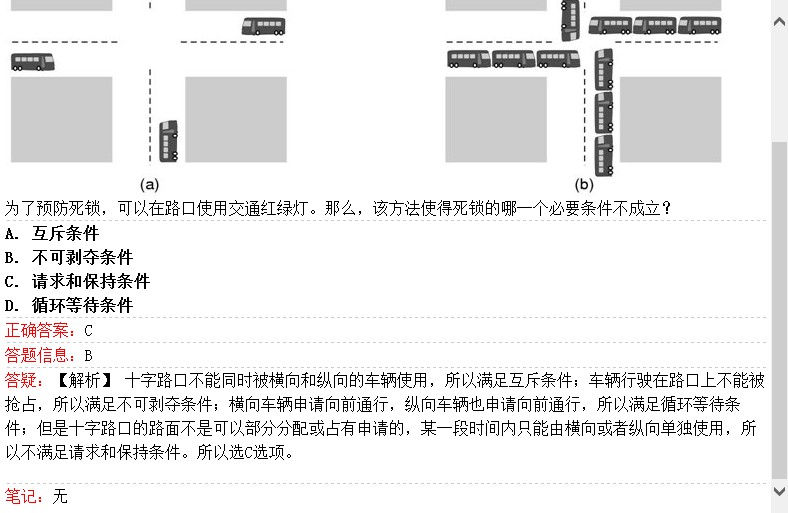 (a) (b)
为了预防死锁，可以在路口使用交通红绿灯。那么，该方法使得死锁的哪一个必要条件不成立？
A. 互斥条件
B. 不可剥夺条件
C. 请求和保持条件
D. 循环等待条件
正确答案：C
答题信息：B
答疑：【解析】 十字路口不能同时被横向和纵向的车辆使用，所以满足互斥条件；车辆行驶在路口上不能被
抢占，所以满足不可剥夺条件；横向车辆申请向前通行，纵向车辆也申请向前通行，所以满足循环等待条
件；但是十字路口的路面不是可以部分分配或占有申请的，某一段时间内只能由横向或者纵向单独使用，所
以不满足请求和保持条件。所以选C选项。
笔记：无